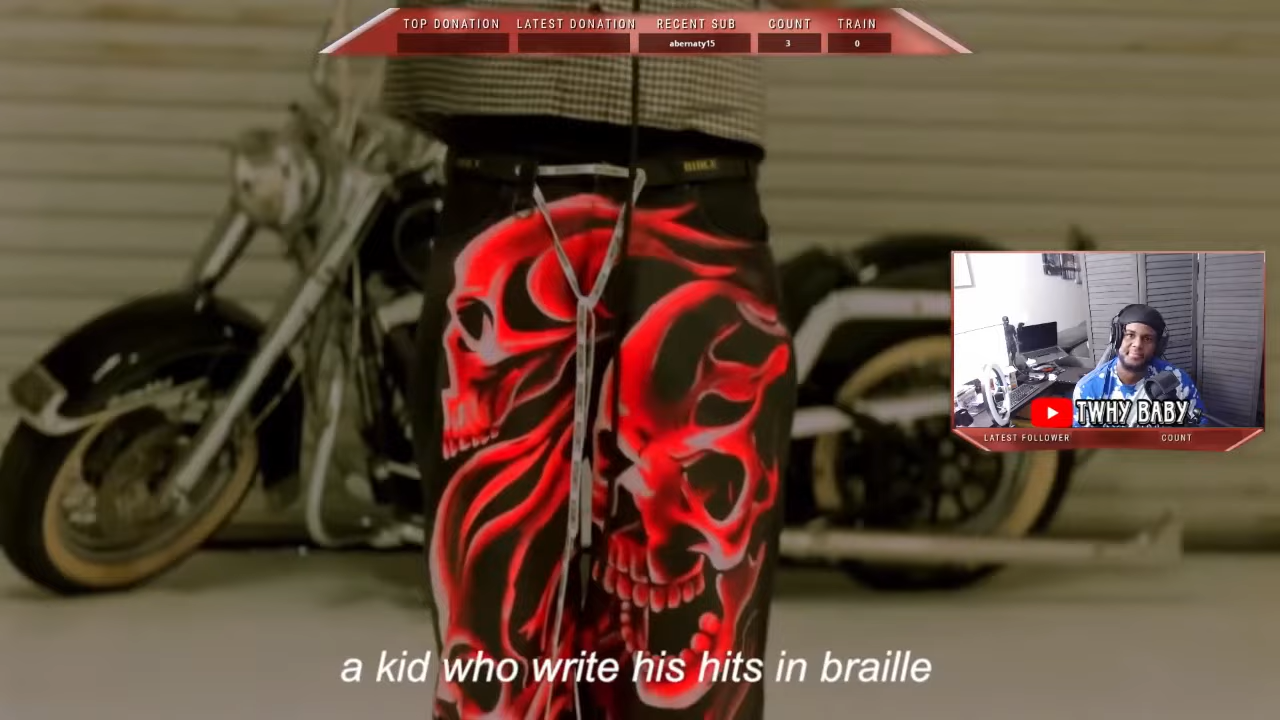 TOP DONATION LATEST DONATION RECENT SUB COUNT TRAIN
abernaty15 3 0
BIBLE
TWHY BABY
LATEST FOLLOWER COUNT
a kid who write his hits in braille